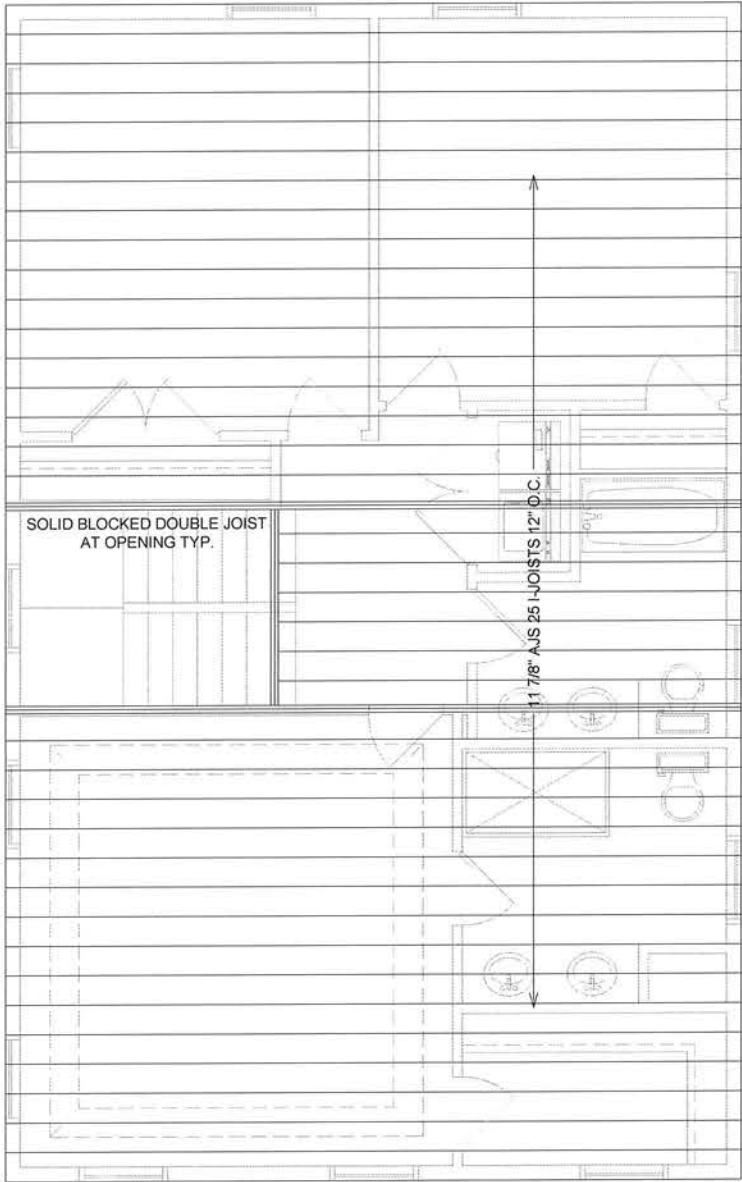 SOLID BLOCKED DOUBLE JOIST
AT OPENING TYP.
11 7/8" AJS 25 I-JOISTS 12" O.C.